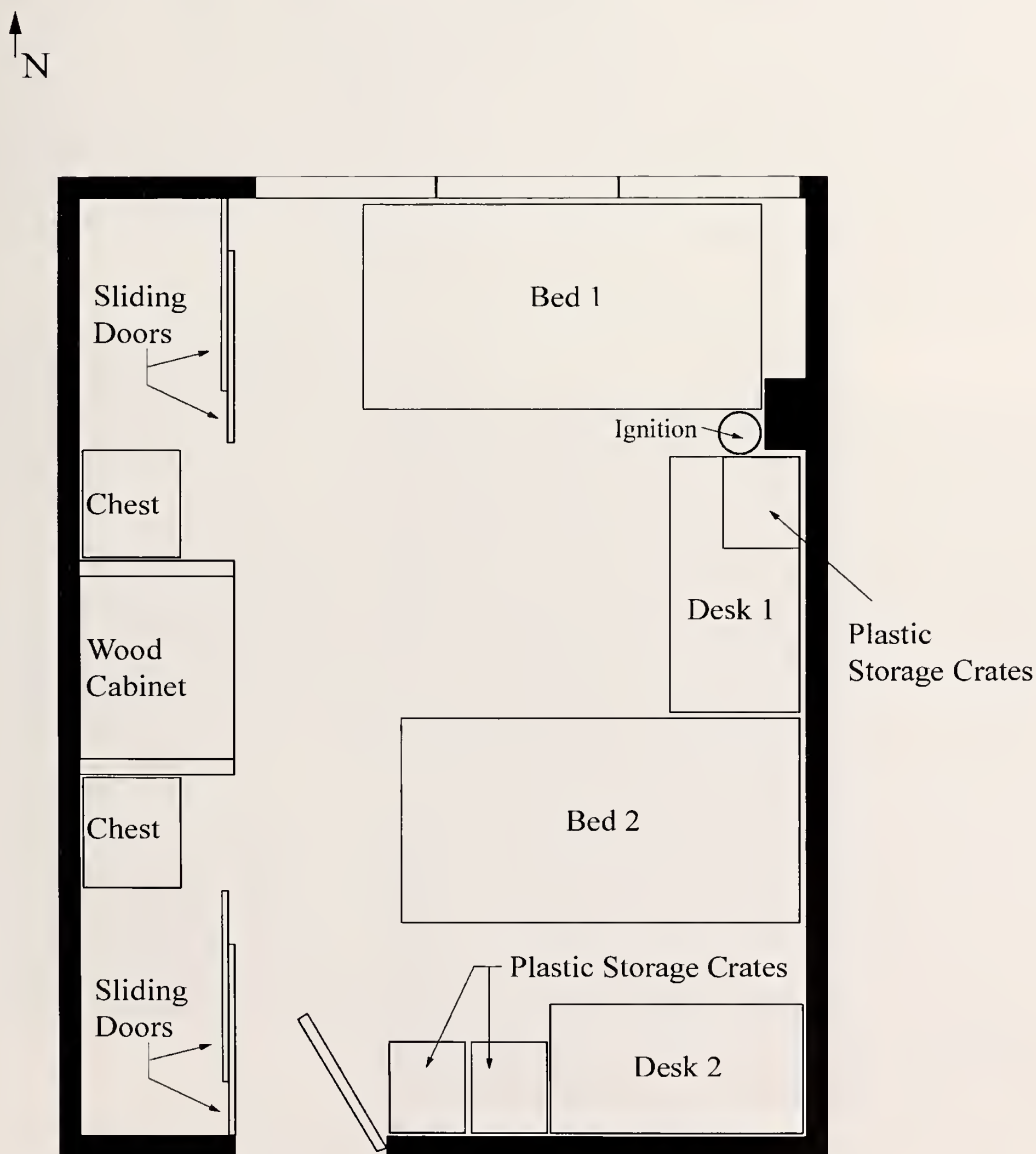 N
Sliding
Doors
Bed 1
Ignition
Chest
Desk 1
Plastic
Storage Crates
Wood
Cabinet
Chest
Bed 2
Plastic Storage Crates
Sliding
Doors
Desk 2